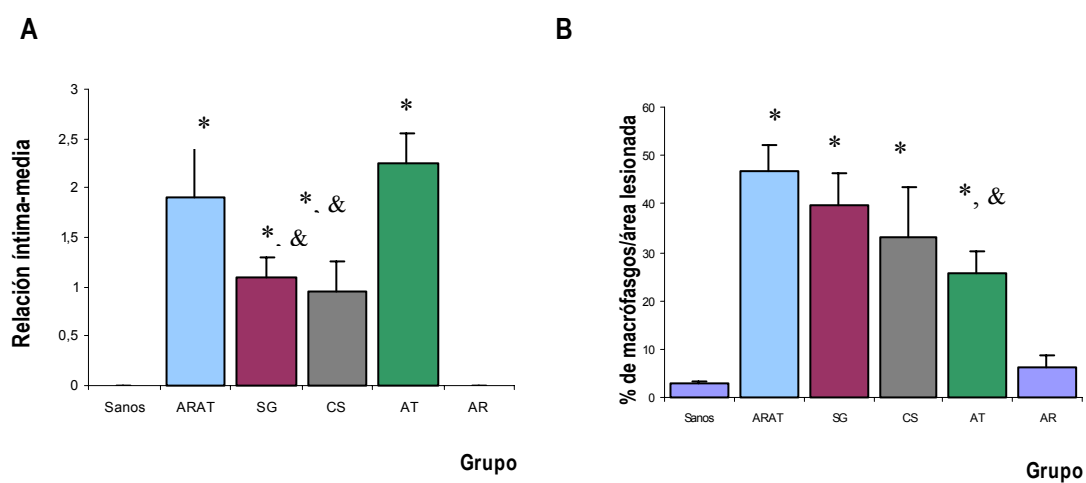 A
Relación íntima-media
3
2,5
2
1,5
1
0,5
0
*
*, &
*, &
*
Sanos ARAT SG CS AT AR
Grupo
B
% de macrófasgos/área lesionada
60
50
40
30
20
10
0
*
*
*
*, &
Sanos ARAT SG CS AT AR
Grupo